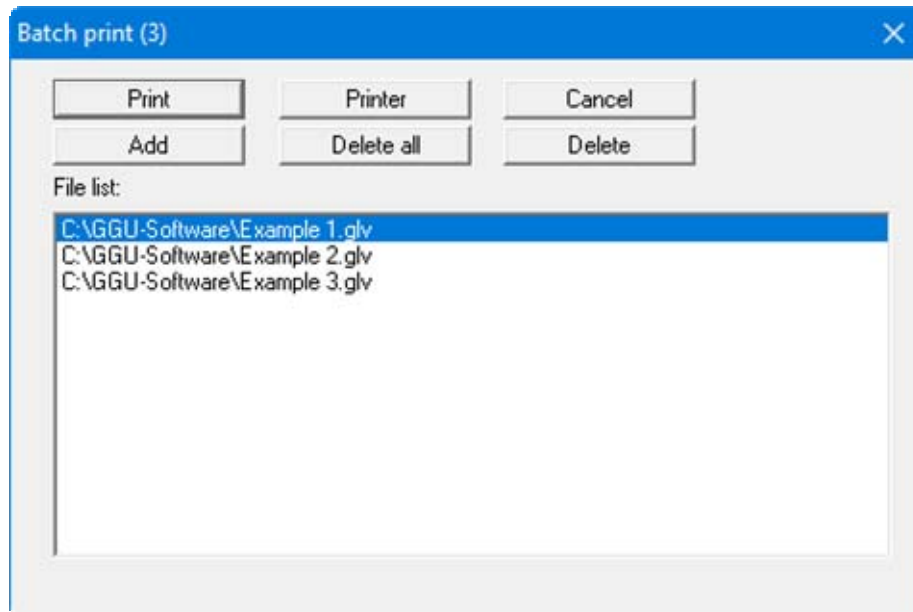 Batch print (3)
Print Printer Cancel
Add Delete all Delete
File list:
C:\GGU-Software\Example 1.glv
C:\GGU-Software\Example 2.glv
C:\GGU-Software\Example 3.glv